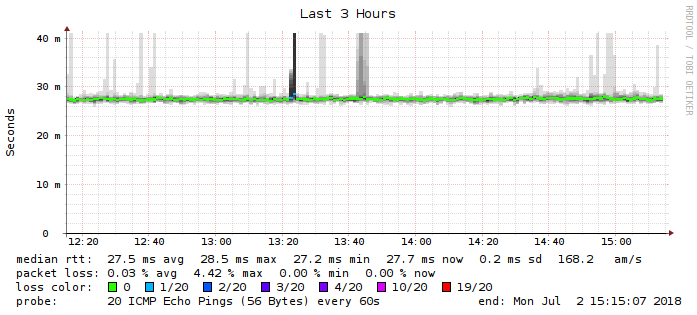 Last 3 Hours
RRDTOOL / TOBI OETIKER
Seconds
40 m
30 m
20 m
10 m
0
12:20 12:40 13:00 13:20 13:40 14:00 14:20 14:40 15:00
median rtt: 27.5 ms avg 28.5 ms max 27.2 ms min 27.7 ms now 0.2 ms sd 168.2 am/s
packet loss: 0.03 % avg 4.42 % max 0.00 % min 0.00 % now
loss color: 0 1/20 2/20 3/20 4/20 10/20 19/20
probe: 20 ICMP Echo Pings (56 Bytes) every 60s end: Mon Jul 2 15:15:07 2018